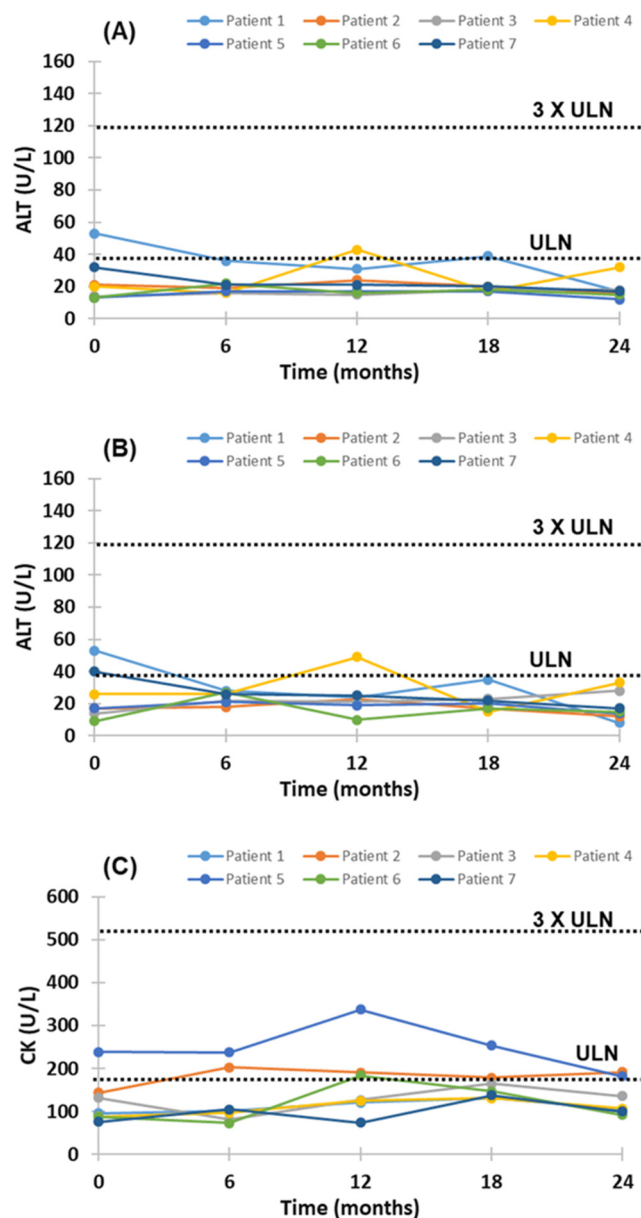 (A)
Patient 1 Patient 2 Patient 3 Patient 4
Patient 5 Patient 6 Patient 7
160
140
120
100
80
60
40
20
0
ALT (U/L)
3 X ULN
ULN
0 6 12 18 24
Time (months)
(B)
Patient 1 Patient 2 Patient 3 Patient 4
Patient 5 Patient 6 Patient 7
160
140
120
100
80
60
40
20
0
ALT (U/L)
3 X ULN
ULN
0 6 12 18 24
Time (months)
(C)
Patient 1 Patient 2 Patient 3 Patient 4
Patient 5 Patient 6 Patient 7
600
500
400
300
200
100
0
CK (U/L)
3 X ULN
ULN
0 6 12 18 24
Time (months)